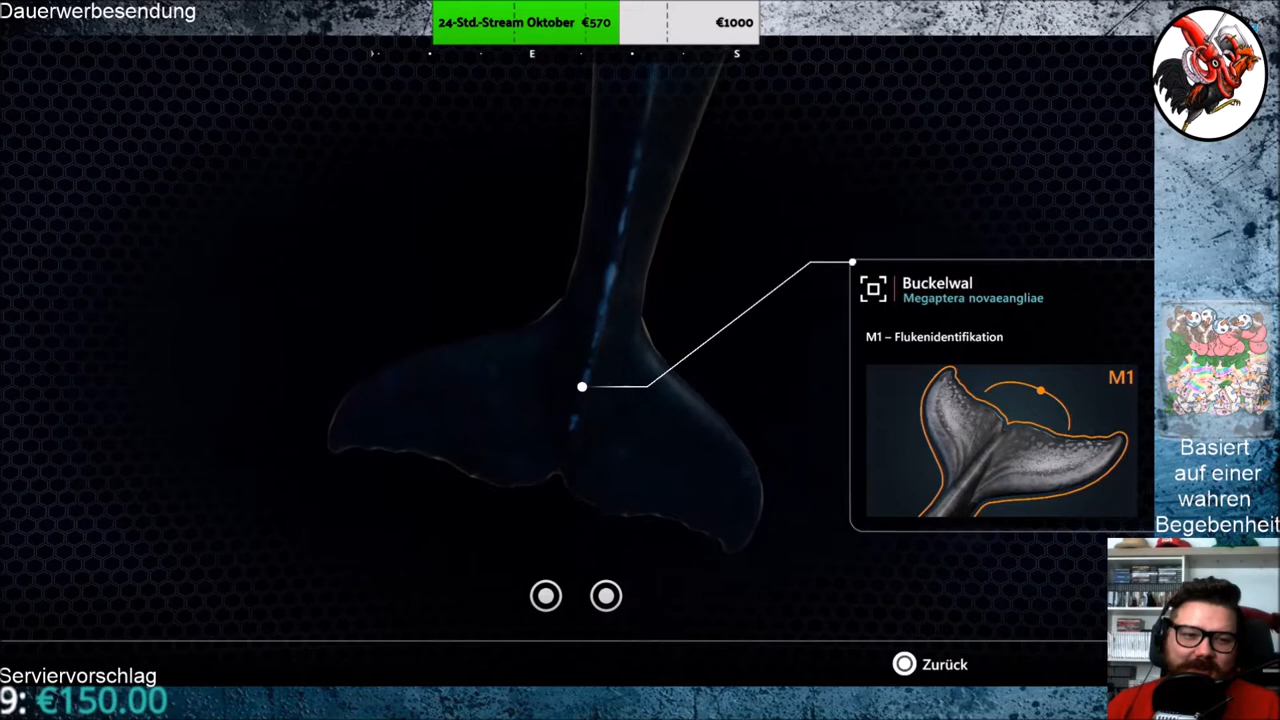 Dauerwerbesendung
24-Std.-Stream Oktober €570 €1000
E S
Buckelwal
Megaptera novaeangliae
M1 – Flukenidentifikation
M1
Basiert
auf einer
wahren
Begebenheit
Zurück
Serviervorschlag
9: €150.00